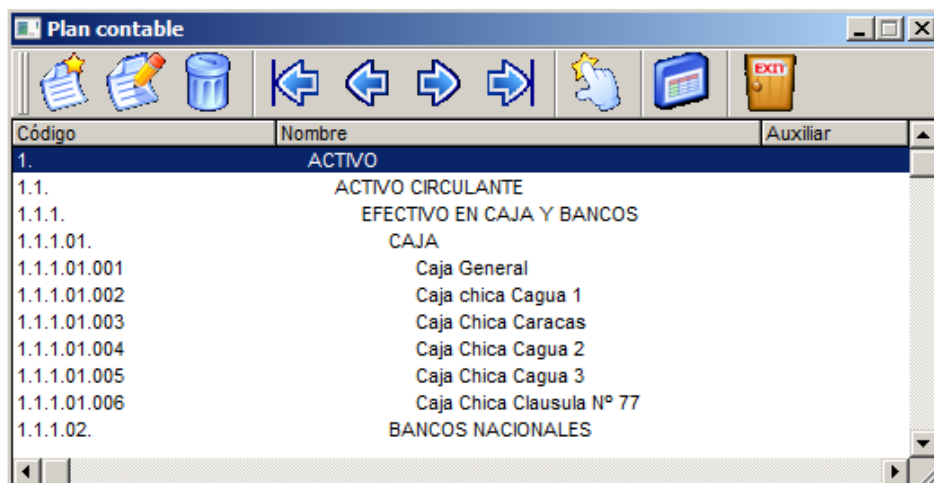 Plan contable
EXIT
Código Nombre Auxiliar
1. ACTIVO
1.1. ACTIVO CIRCULANTE
1.1.1. EFECTIVO EN CAJA Y BANCOS
1.1.1.01. CAJA
1.1.1.01.001 Caja General
1.1.1.01.002 Caja chica Cagua 1
1.1.1.01.003 Caja Chica Caracas
1.1.1.01.004 Caja Chica Cagua 2
1.1.1.01.005 Caja Chica Cagua 3
1.1.1.01.006 Caja Chica Clausula Nº 77
1.1.1.02. BANCOS NACIONALES